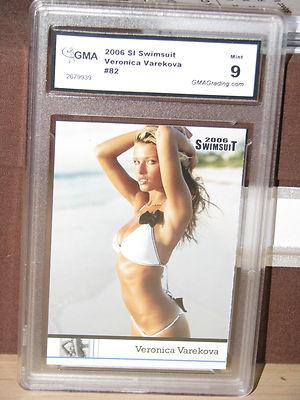 GMA
2679939
2006 SI Swimsuit
Veronica Varekova
#82
Mint
9
GMAGrading.com
2006
SWIMSUIT
Veronica Varekova